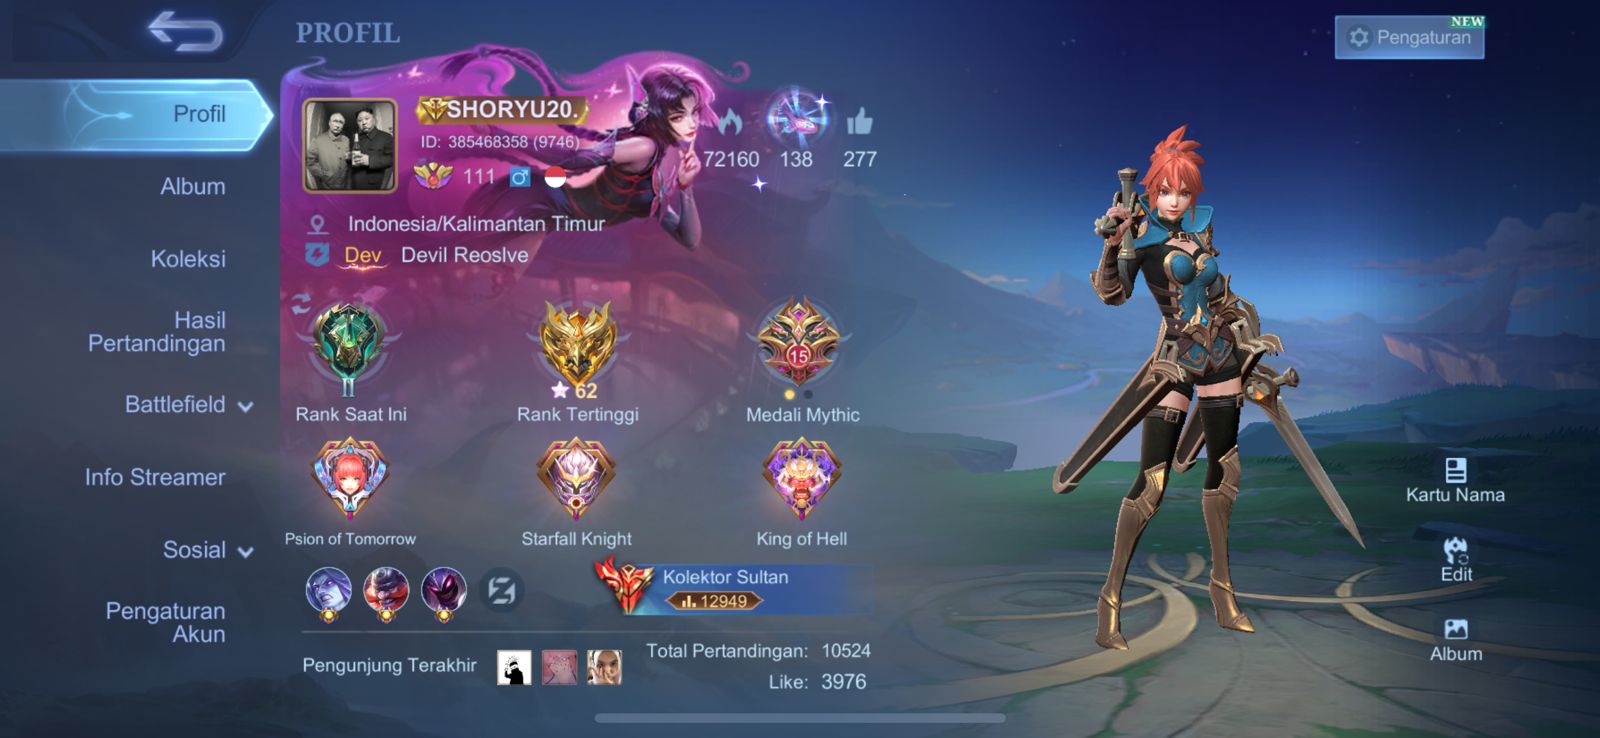 PROFIL
NEW
Pengaturan
Profil
Album
Koleksi
Hasil
Pertandingan
Battlefield
Info Streamer
Sosial
Pengaturan
Akun
SHORYU20.
ID: 385468358 (9746)
111
72160
138
277
Indonesia/Kalimantan Timur
Dev Devil Reoslve
II
Rank Saat Ini
62
Rank Tertinggi
15
Medali Mythic
Psion of Tomorrow
Starfall Knight
King of Hell
Kolektor Sultan
12949
Pengunjung Terakhir
Total Pertandingan: 10524
Like: 3976
Kartu Nama
Edit
Album